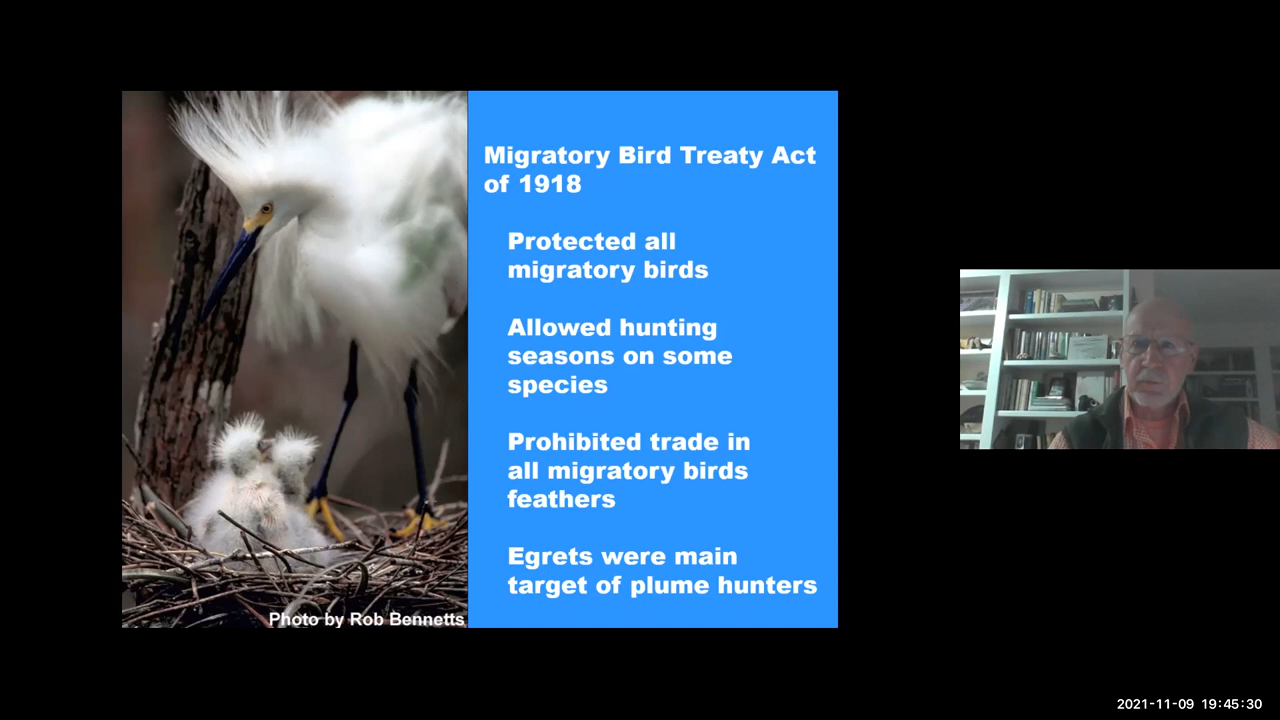 Migratory Bird Treaty Act
of 1918
Protected all
migratory birds
Allowed hunting
seasons on some
species
Prohibited trade in
all migratory birds
feathers
Egrets were main
target of plume hunters
Photo by Rob Bennetts
2021-11-09 19:45:30